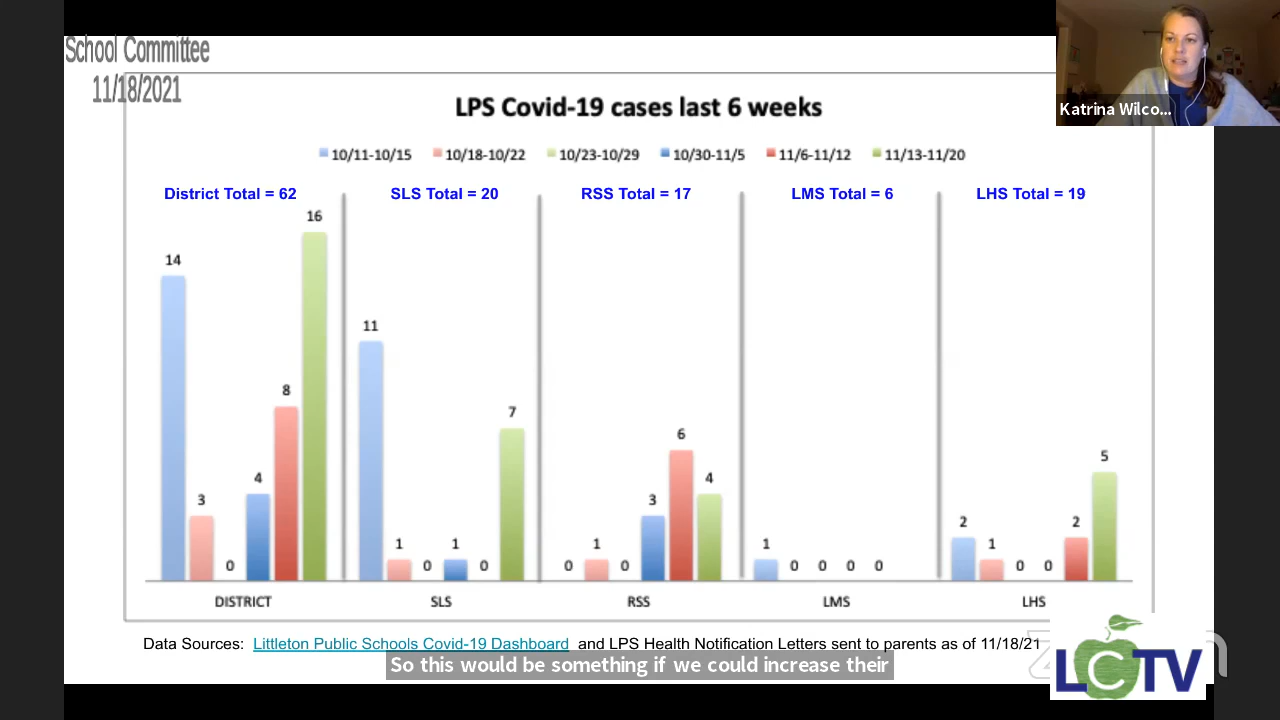 School Committee
11/18/2021
Katrina Wilco...
LPS Covid-19 cases last 6 weeks
10/11-10/15 10/18-10/22 10/23-10/29 10/30-11/5 11/6-11/12 11/13-11/20
District Total = 62 SLS Total = 20 RSS Total = 17 LMS Total = 6 LHS Total = 19
14 3 0 4 8 16
11 1 0 1 0 7
0 1 0 3 6 4
1 0 0 0 0
2 1 0 0 2 5
DISTRICT SLS RSS LMS LHS
Data Sources: Littleton Public Schools Covid-19 Dashboard and LPS Health Notification Letters sent to parents as of 11/18/21
So this would be something if we could increase their
LCTV